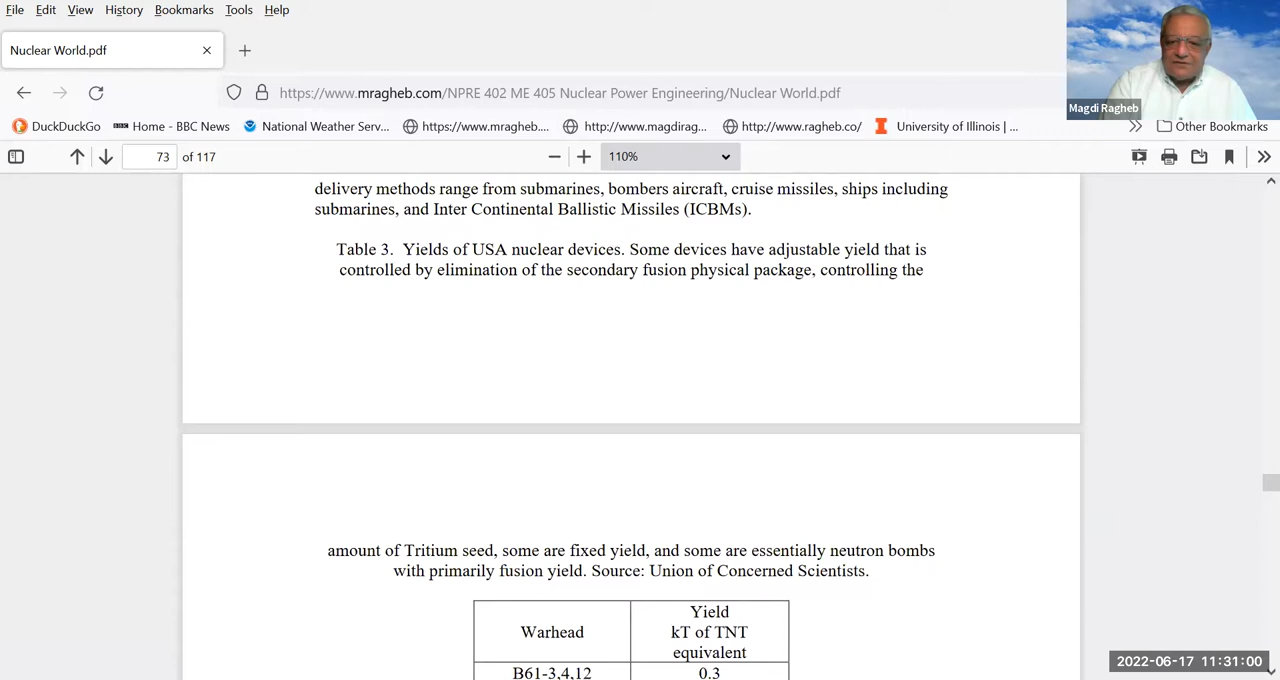 File Edit View History Bookmarks Tools Help
Nuclear World.pdf
https://www.mragheb.com/NPRE 402 ME 405 Nuclear Power Engineering/Nuclear World.pdf
Magdi Ragheb
DuckDuckGo BBC Home - BBC News National Weather Serv... https://www.mragheb.... http://www.magdirag... http://www.ragheb.co/ University of Illinois | ... Other Bookmarks
73 of 117 110%
delivery methods range from submarines, bombers aircraft, cruise missiles, ships including
submarines, and Inter Continental Ballistic Missiles (ICBMs).
Table 3. Yields of USA nuclear devices. Some devices have adjustable yield that is
controlled by elimination of the secondary fusion physical package, controlling the
amount of Tritium seed, some are fixed yield, and some are essentially neutron bombs
with primarily fusion yield. Source: Union of Concerned Scientists.
Warhead
Yield
kT of TNT
equivalent
B61-3,4,12 0.3
2022-06-17 11:31:00